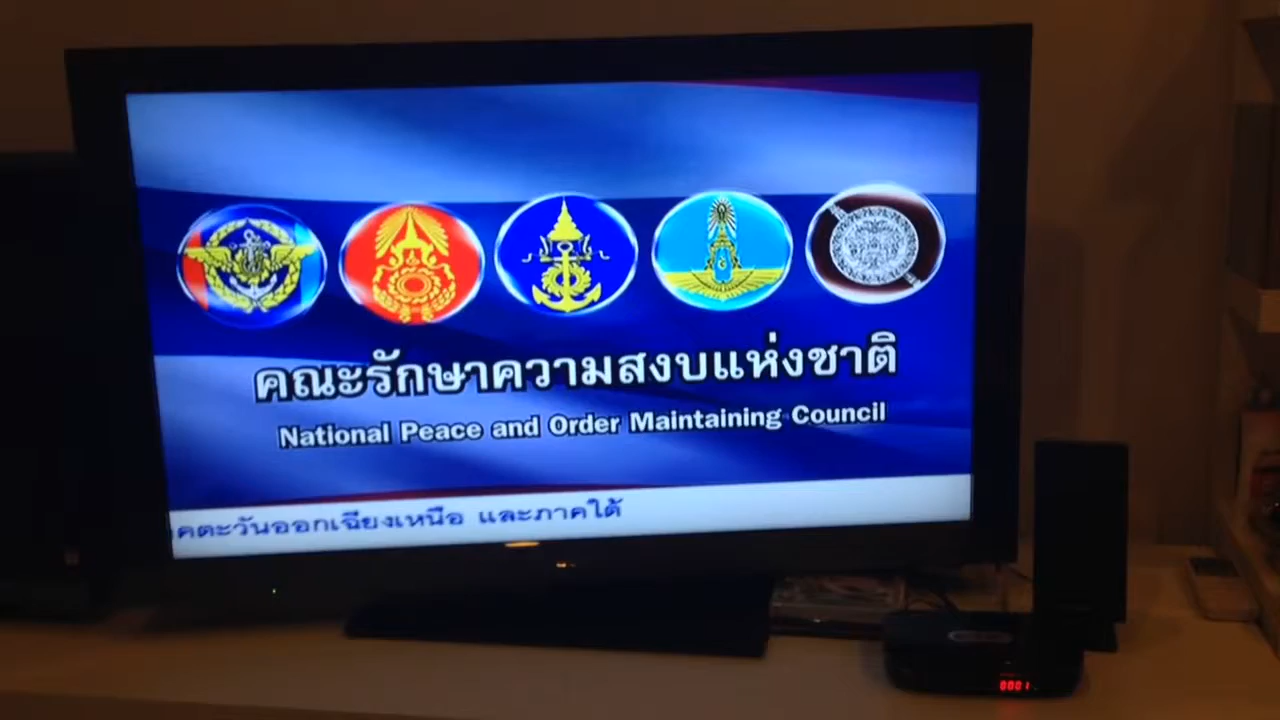 คณะรักษาความสงบแห่งชาติ
National Peace and Order Maintaining Council
คตะวันออกเฉียงเหนือ และภาคใต้
0001